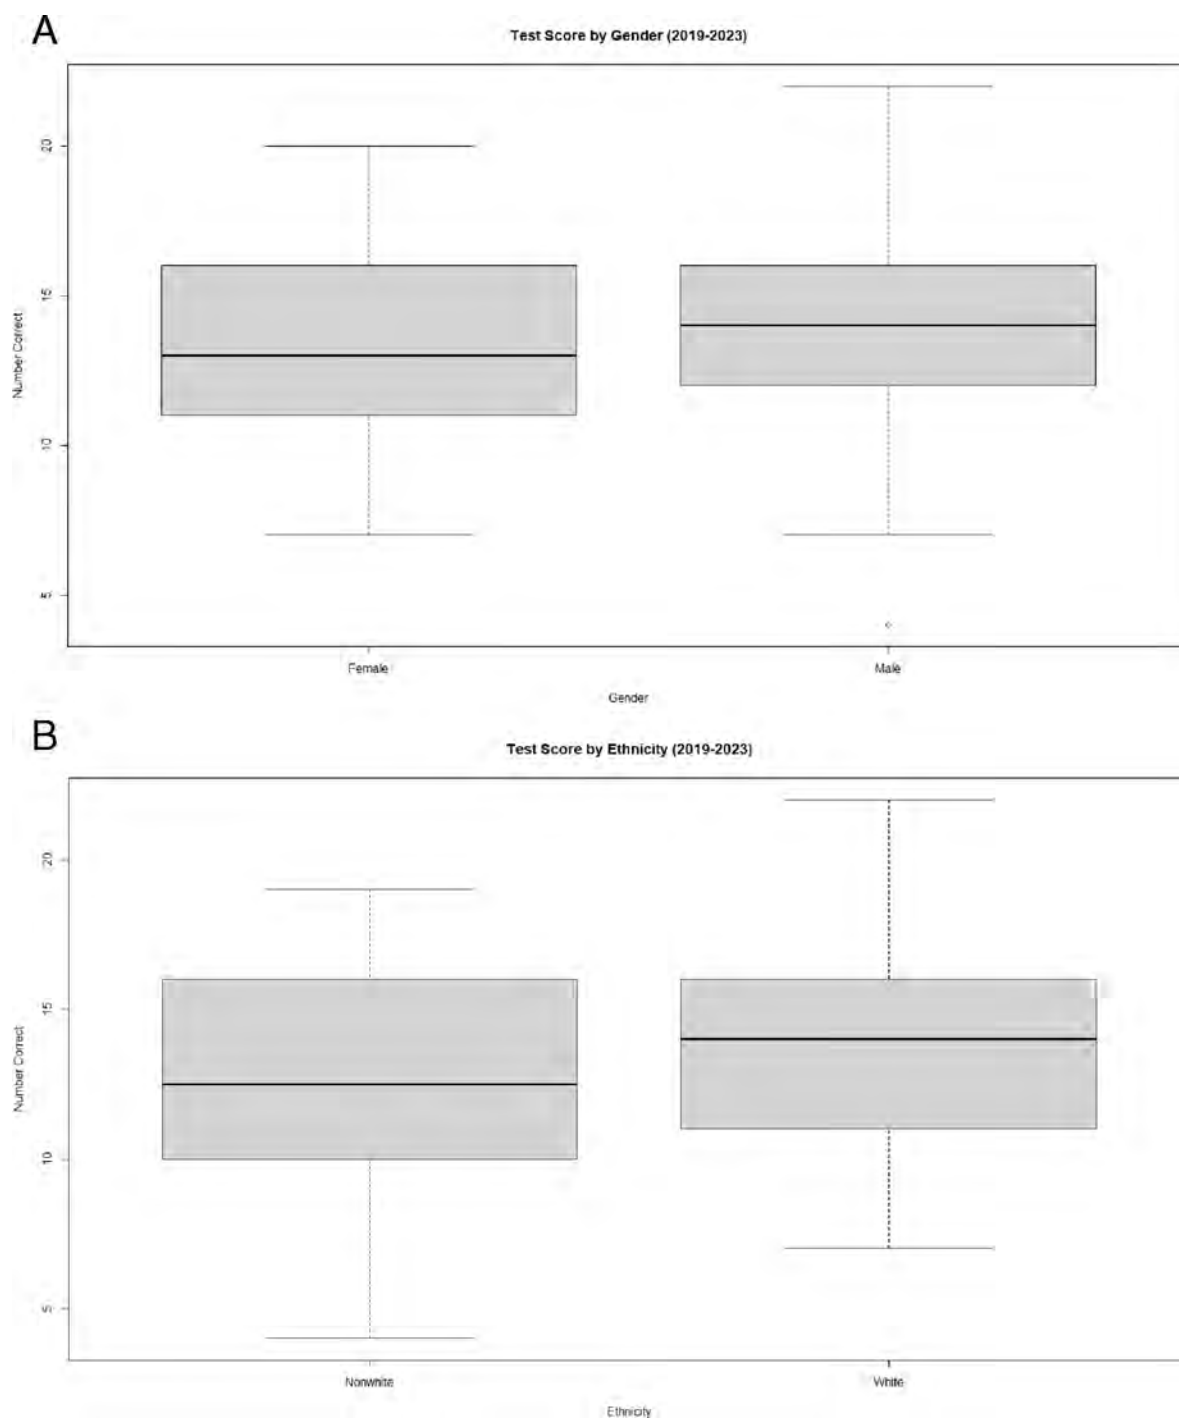 A
Test Score by Gender (2019-2023)
20
15
10
5
Number Correct
Female
Male
Gender
B
Test Score by Ethnicity (2019-2023)
20
15
10
5
Number Correct
Nonwhite
White
Ethnicity